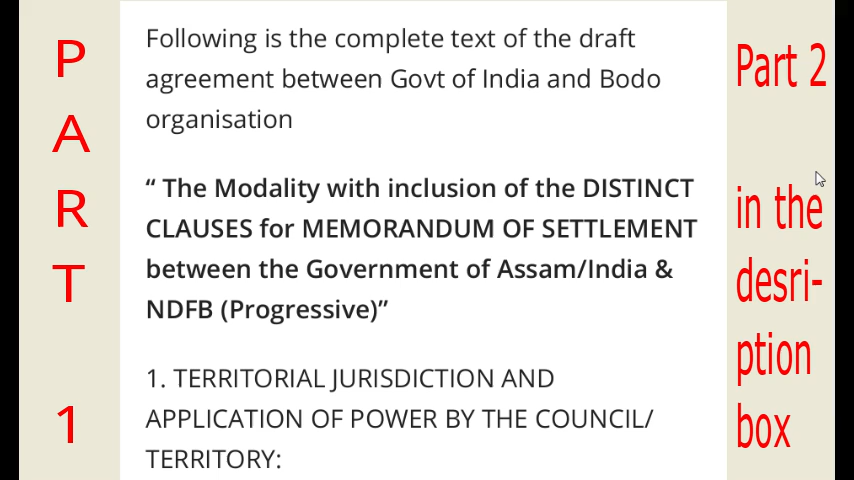 P
A
R
T
1
Following is the complete text of the draft
agreement between Govt of India and Bodo
organisation
“ The Modality with inclusion of the DISTINCT
CLAUSES for MEMORANDUM OF SETTLEMENT
between the Government of Assam/India &
NDFB (Progressive)”
1. TERRITORIAL JURISDICTION AND
APPLICATION OF POWER BY THE COUNCIL/
TERRITORY:
Part 2
in the
desri-
ption
box